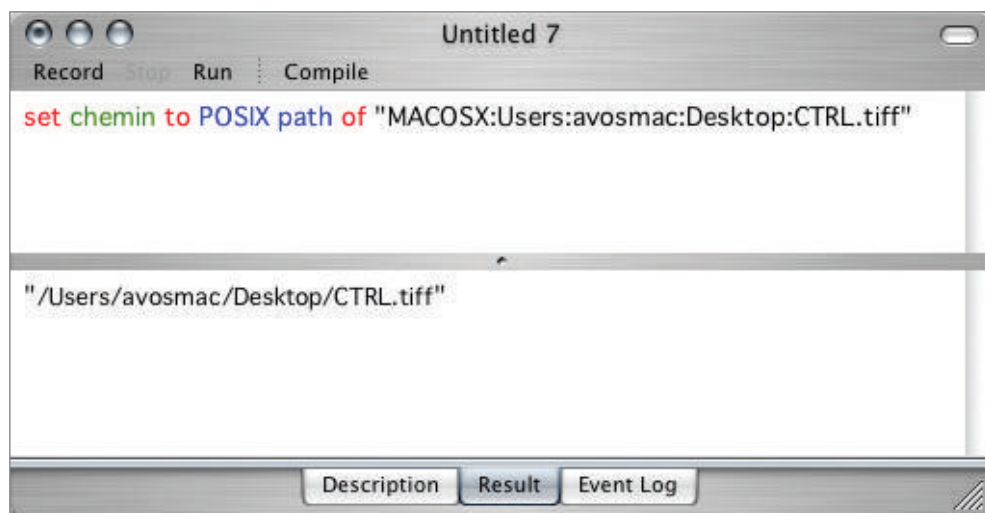 Untitled 7
Record Stop Run Compile
set chemin to POSIX path of "MACOSX:Users:avosmac:Desktop:CTRL.tiff"
"/Users/avosmac/Desktop/CTRL.tiff"
Description Result Event Log